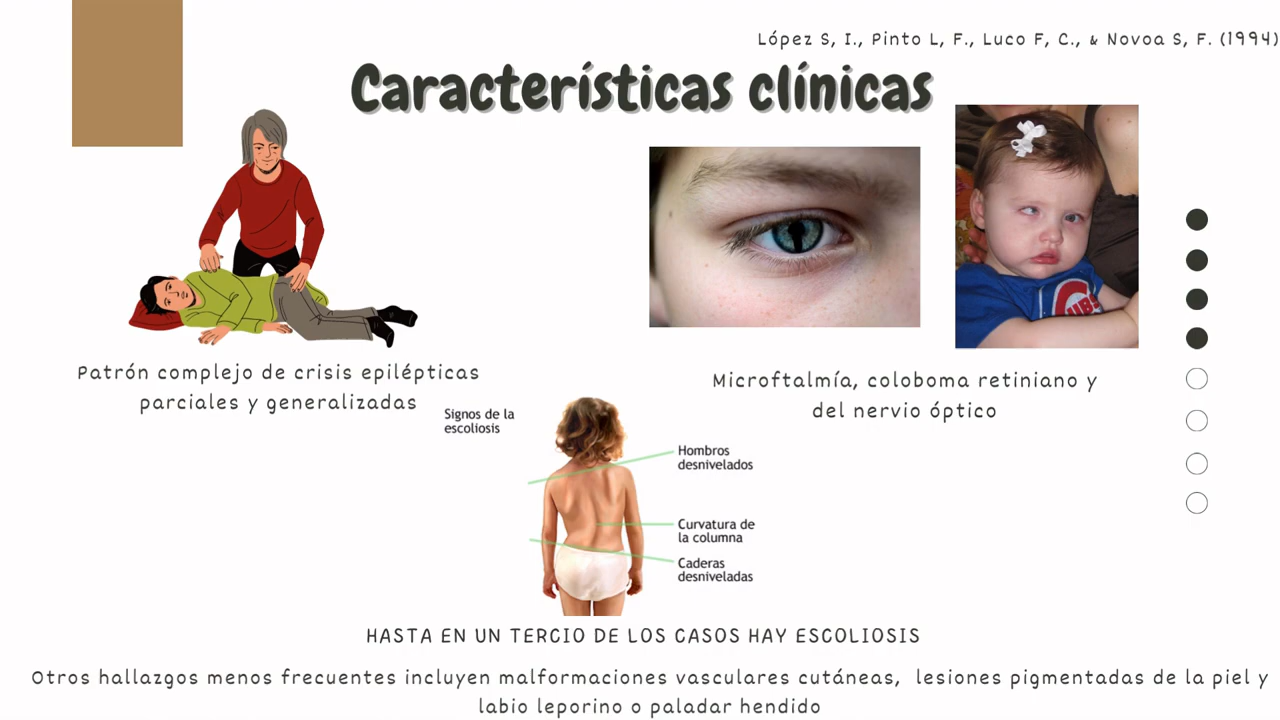 López S, I., Pinto L, F., Luco F, C., & Novoa S, F. (1994)
Características clínicas
Patrón complejo de crisis epilépticas
parciales y generalizadas
Microftalmía, coloboma retiniano y
del nervio óptico
Signos de la
escoliosis
Hombros
desnivelados
Curvatura de
la columna
Caderas
desniveladas
HASTA EN UN TERCIO DE LOS CASOS HAY ESCOLIOSIS
Otros hallazgos menos frecuentes incluyen malformaciones vasculares cutáneas, lesiones pigmentadas de la piel y
labio leporino o paladar hendido